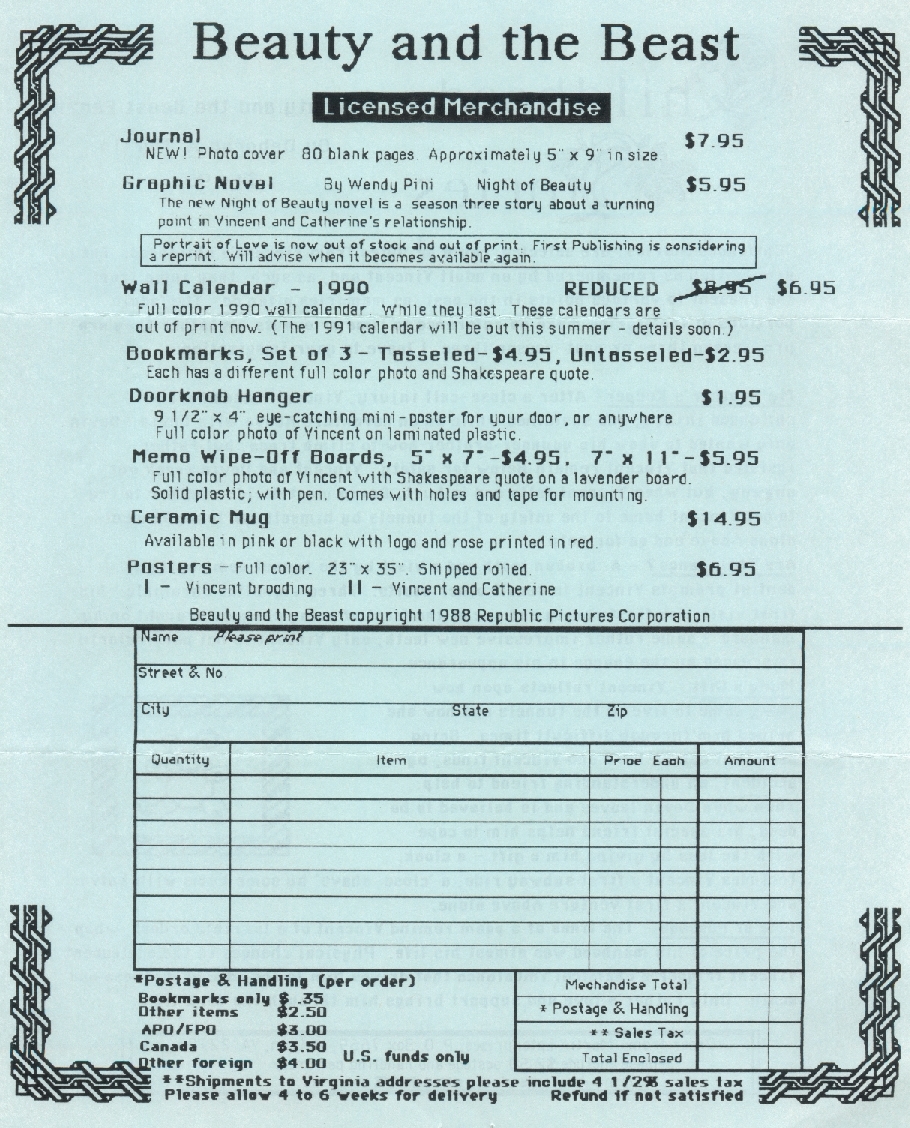 Beauty and the Beast
Licensed Merchandise
Journal $7.95
NEW! Photo cover 80 blank pages. Approximately 5" x 9" in size.
Graphic Novel By Wendy Pini Night of Beauty $5.95
The new Night of Beauty novel is a season three story about a turning
point in Vincent and Catherine's relationship.
Portrait of Love is now out of stock and out of print. First Publishing is considering
a reprint. Will advise when it becomes available again.
Wall Calendar - 1990 REDUCED $8.95 $6.95
Full color 1990 wall calendar. While they last. These calendars are
out of print now. (The 1991 calendar will be out this summer - details soon.)
Bookmarks, Set of 3 - Tasseled-$4.95, Untasseled-$2.95
Each has a different full color photo and Shakespeare quote.
Doorknob Hanger $1.95
9 1/2" x 4", eye-catching mini-poster for your door, or anywhere
Full color photo of Vincent on laminated plastic.
Memo Wipe-Off Boards, 5" x 7" -$4.95, 7" x 11"-$5.95
Full color photo of Vincent with Shakespeare quote on a lavender board.
Solid plastic, with pen. Comes with holes and tape for mounting.
Ceramic Mug $14.95
Available in pink or black with logo and rose printed in red.
Posters - Full color. 23" x 35". Shipped rolled. $6.95
I - Vincent brooding II - Vincent and Catherine
Beauty and the Beast copyright 1988 Republic Pictures Corporation
Name Please print
Street & No.
City State Zip
Quantity Item Price Each Amount
*Postage & Handling (per order)
Bookmarks only $ .35
Other items $2.50
APO/FPO $3.00
Canada $3.50
Other foreign $4.00 U.S. funds only
Merchandise Total
* Postage & Handling
** Sales Tax
Total Enclosed
**Shipments to Virginia addresses please include 4 1/2% sales tax
Please allow 4 to 6 weeks for delivery Refund if not satisfied